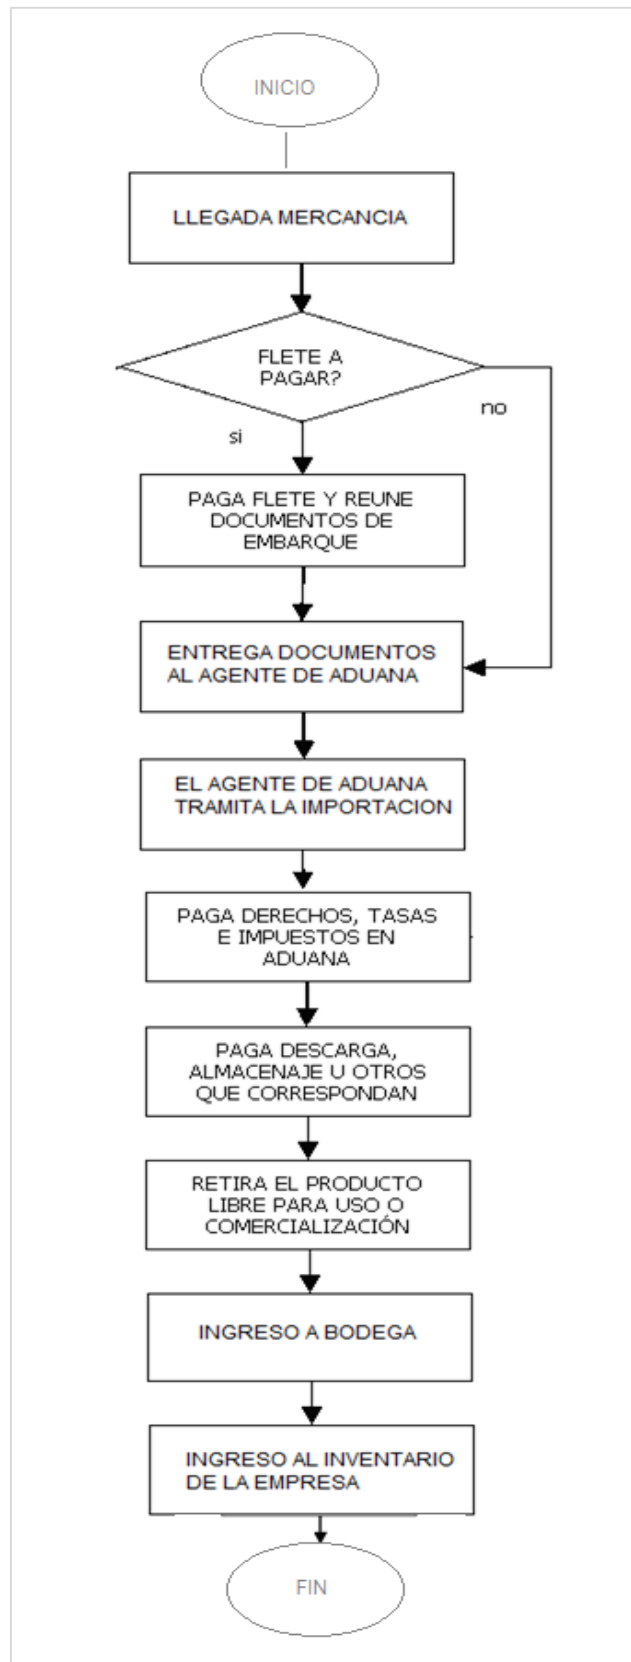 INICIO
LLEGADA MERCANCIA
FLETE A
PAGAR?
no
si
PAGA FLETE Y REUNE
DOCUMENTOS DE
EMBARQUE
ENTREGA DOCUMENTOS
AL AGENTE DE ADUANA
EL AGENTE DE ADUANA
TRAMITA LA IMPORTACION
PAGA DERECHOS, TASAS
E IMPUESTOS EN
ADUANA
PAGA DESCARGA,
ALMACENAJE U OTROS
QUE CORRESPONDAN
RETIRA EL PRODUCTO
LIBRE PARA USO O
COMERCIALIZACIÓN
INGRESO A BODEGA
INGRESO AL INVENTARIO
DE LA EMPRESA
FIN